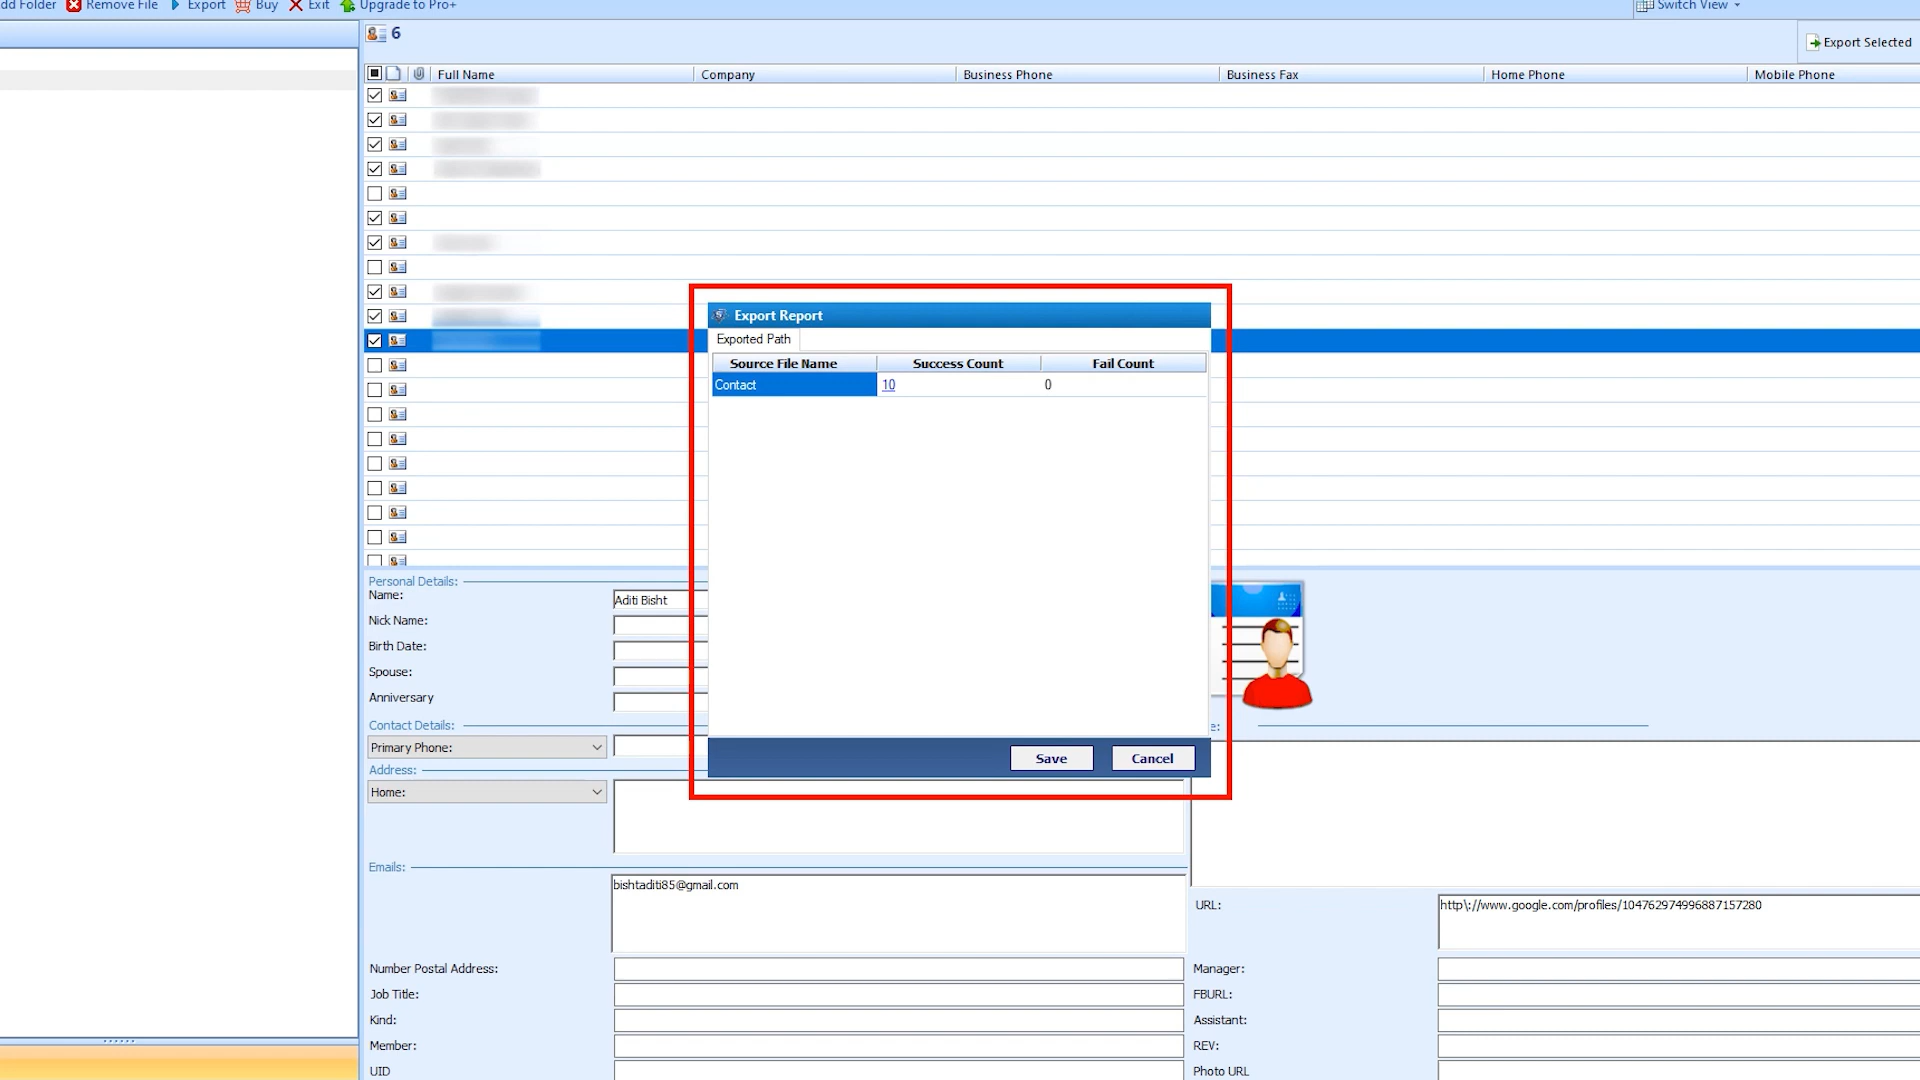 dd Folder Remove File Export Buy Exit Upgrade to Pro+ Switch View
6
Export Selected
Full Name Company Business Phone Business Fax Home Phone Mobile Phone
Export Report
Exported Path
Source File Name Success Count Fail Count
Contact 10 0
Save Cancel
Personal Details:
Name: Aditi Bisht
Nick Name:
Birth Date:
Spouse:
Anniversary
Contact Details: e:
Primary Phone:
Address:
Home:
Emails:
bishtaditi85@gmail.com
URL: http\://www.google.com/profiles/104762974996887157280
Number Postal Address: Manager:
Job Title: FBURL:
Kind: Assistant:
Member: REV:
UID Photo URL